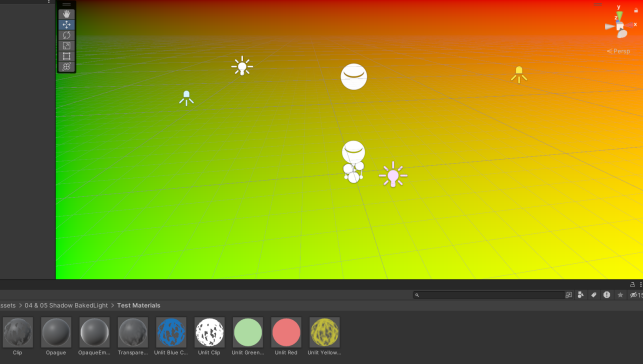 y
x
z
< Persp
ssets > 04 & 05 Shadow BakedLight > Test Materials
15
Clip
Opaque
OpaqueEm...
Transpare...
Unlit Blue C...
Unlit Clip
Unlit Green...
Unlit Red
Unlit Yellow...